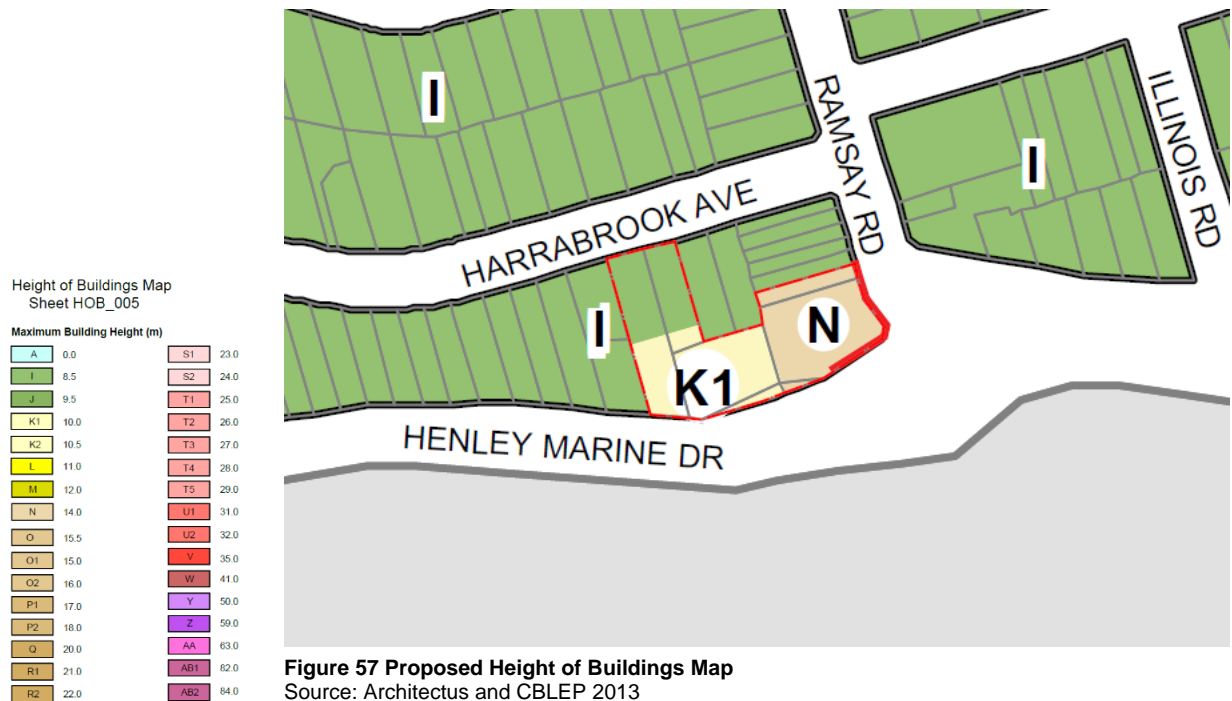 Height of Buildings Map
Sheet HOB_005
Maximum Building Height (m)
A 0.0
I 8.5
J 9.5
K1 10.0
K2 10.5
L 11.0
M 12.0
N 14.0
O 15.5
O1 15.0
O2 16.0
P1 17.0
P2 18.0
Q 20.0
R1 21.0
R2 22.0
S1 23.0
S2 24.0
T1 25.0
T2 26.0
T3 27.0
T4 28.0
T5 29.0
U1 31.0
U2 32.0
V 35.0
W 41.0
Y 50.0
Z 59.0
AA 63.0
AB1 82.0
AB2 84.0
I
RAMSAY RD
ILLINOIS RD
I
HARRABROOK AVE
I
N
K1
HENLEY MARINE DR
Figure 57 Proposed Height of Buildings Map
Source: Architectus and CBLEP 2013